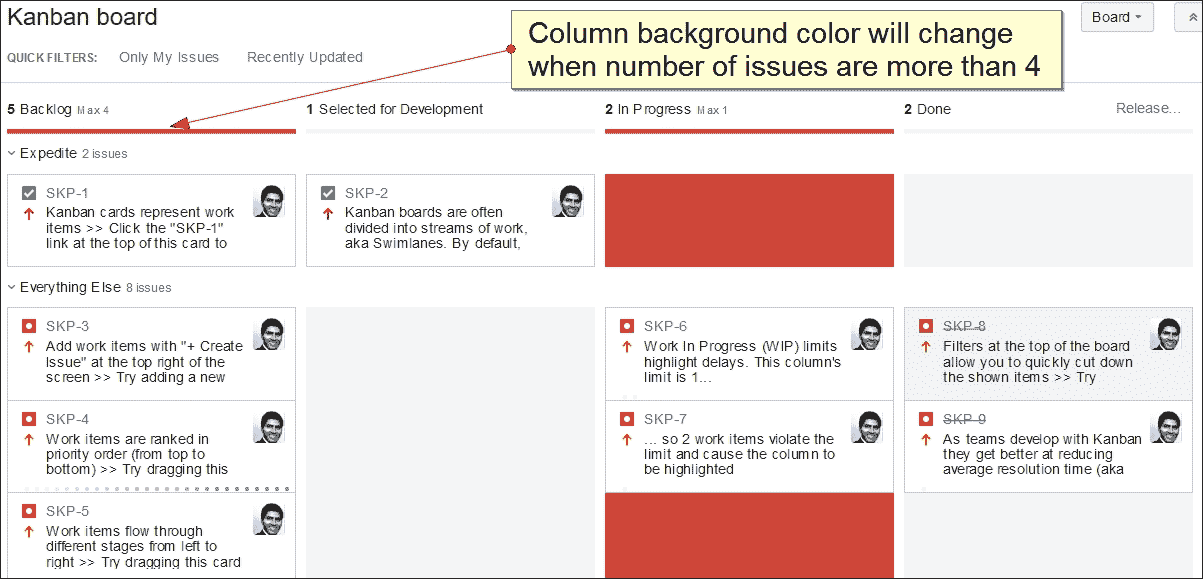 Kanban board
Board
Column background color will change
when number of issues are more than 4
QUICK FILTERS: Only My Issues Recently Updated
5 Backlog Max 4
1 Selected for Development
2 In Progress Max 1
2 Done
Release...
Expedite 2 issues
SKP-1
Kanban cards represent work
items >> Click the "SKP-1"
link at the top of this card to
SKP-2
Kanban boards are often
divided into streams of work,
aka Swimlanes. By default,
Everything Else 8 issues
SKP-3
Add work items with "+ Create
Issue" at the top right of the
screen >> Try adding a new
SKP-6
Work In Progress (WIP) limits
highlight delays. This column's
limit is 1...
SKP-8
Filters at the top of the board
allow you to quickly cut down
the shown items >> Try
SKP-4
Work items are ranked in
priority order (from top to
bottom) >> Try dragging this
SKP-7
... so 2 work items violate the
limit and cause the column to
be highlighted
SKP-9
As teams develop with Kanban
they get better at reducing
average resolution time (aka
SKP-5
Work items flow through
different stages from left to
right >> Try dragging this card